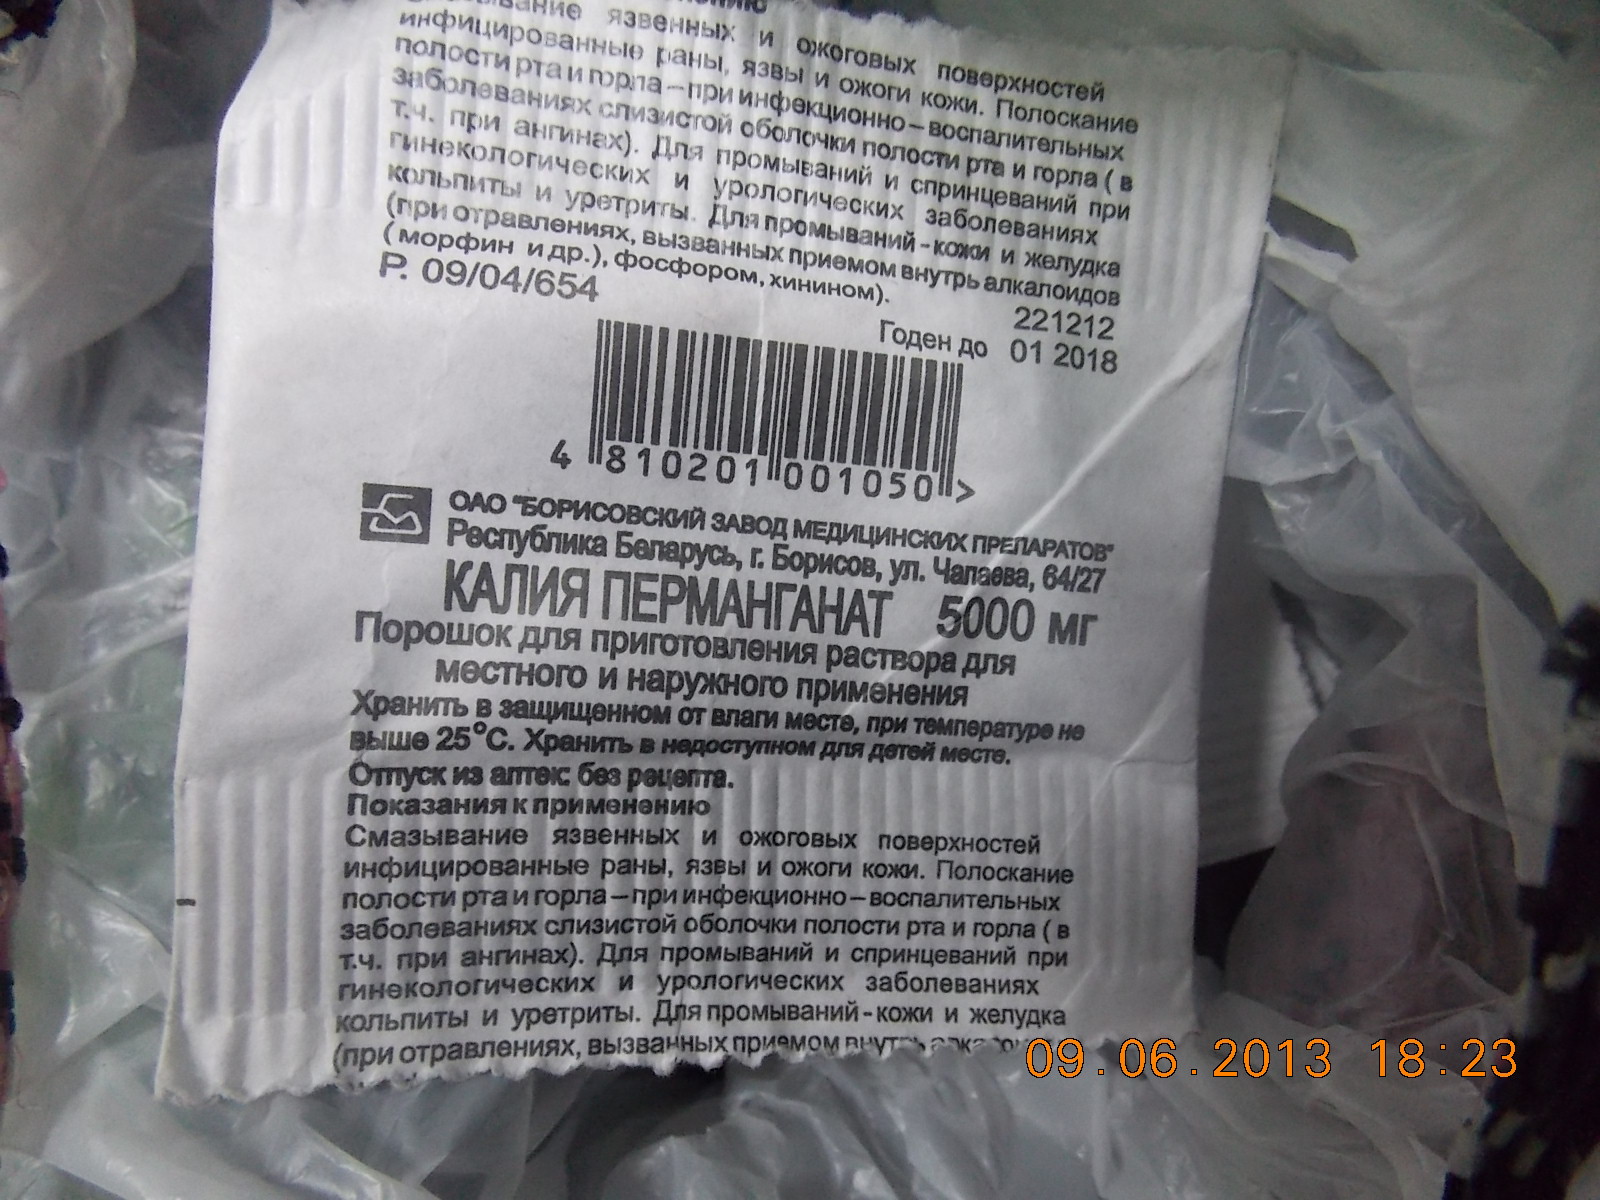 язвенных и ожоговых поверхностей
инфицированные раны, язвы и ожоги кожи. Полоскание
полости рта и горла – при инфекционно – воспалительных
заболеваниях слизистой оболочки полости рта и горла ( в
т.ч. при ангинах). Для промываний и спринцеваний при
гинекологических и урологических заболеваниях
кольпиты и уретриты. Для промываний - кожи и желудка
(при отравлениях, вызванных приемом внутрь алкалоидов
( морфин и др.), фосфором, хинином).
Р. 09/04/654
221212
Годен до 01 2018
4 810201 001050 >
ОАО "БОРИСОВСКИЙ ЗАВОД МЕДИЦИНСКИХ ПРЕПАРАТОВ"
Республика Беларусь, г. Борисов, ул. Чапаева, 64/27
КАЛИЯ ПЕРМАНГАНАТ 5000 мг
Порошок для приготовления раствора для
местного и наружного применения
Хранить в защищенном от влаги месте, при температуре не
выше 25°С. Хранить в недоступном для детей месте.
Отпуск из аптек без рецепта.
Показания к применению
Смазывание язвенных и ожоговых поверхностей
инфицированные раны, язвы и ожоги кожи. Полоскание
полости рта и горла – при инфекционно – воспалительных
заболеваниях слизистой оболочки полости рта и горла ( в
т.ч. при ангинах). Для промываний и спринцеваний при
гинекологических и урологических заболеваниях
кольпиты и уретриты. Для промываний - кожи и желудка
(при отравлениях, вызванных приемом внутрь
09.06.2013 18:23